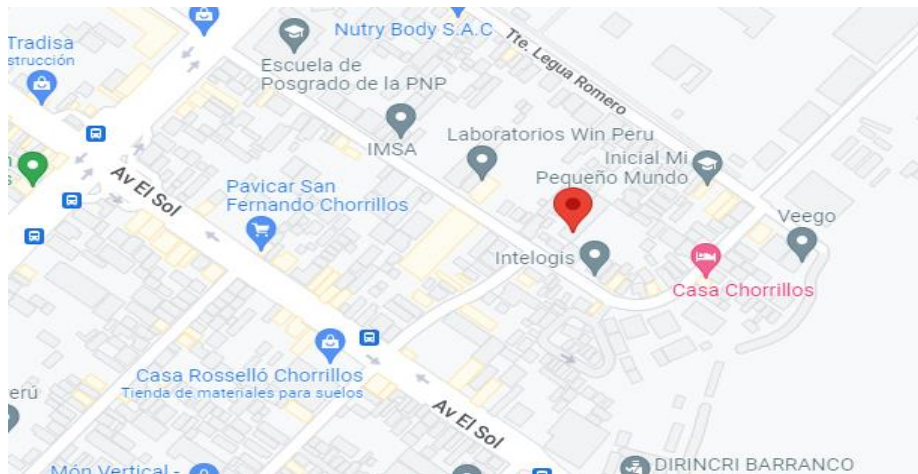 Nutry Body S.A.C
Tradisa
strucción
Escuela de
Posgrado de la PNP
Tte. Legua Romero
IMSA
Laboratorios Win Peru
Inicial Mi
Pequeño Mundo
Av El Sol
Pavicar San
Fernando Chorrillos
Veego
Intelogis
Casa Chorrillos
Casa Rosselló Chorrillos
Tienda de materiales para suelos
erú
Av El Sol
Món Vertical -
DIRINCRI BARRANCO